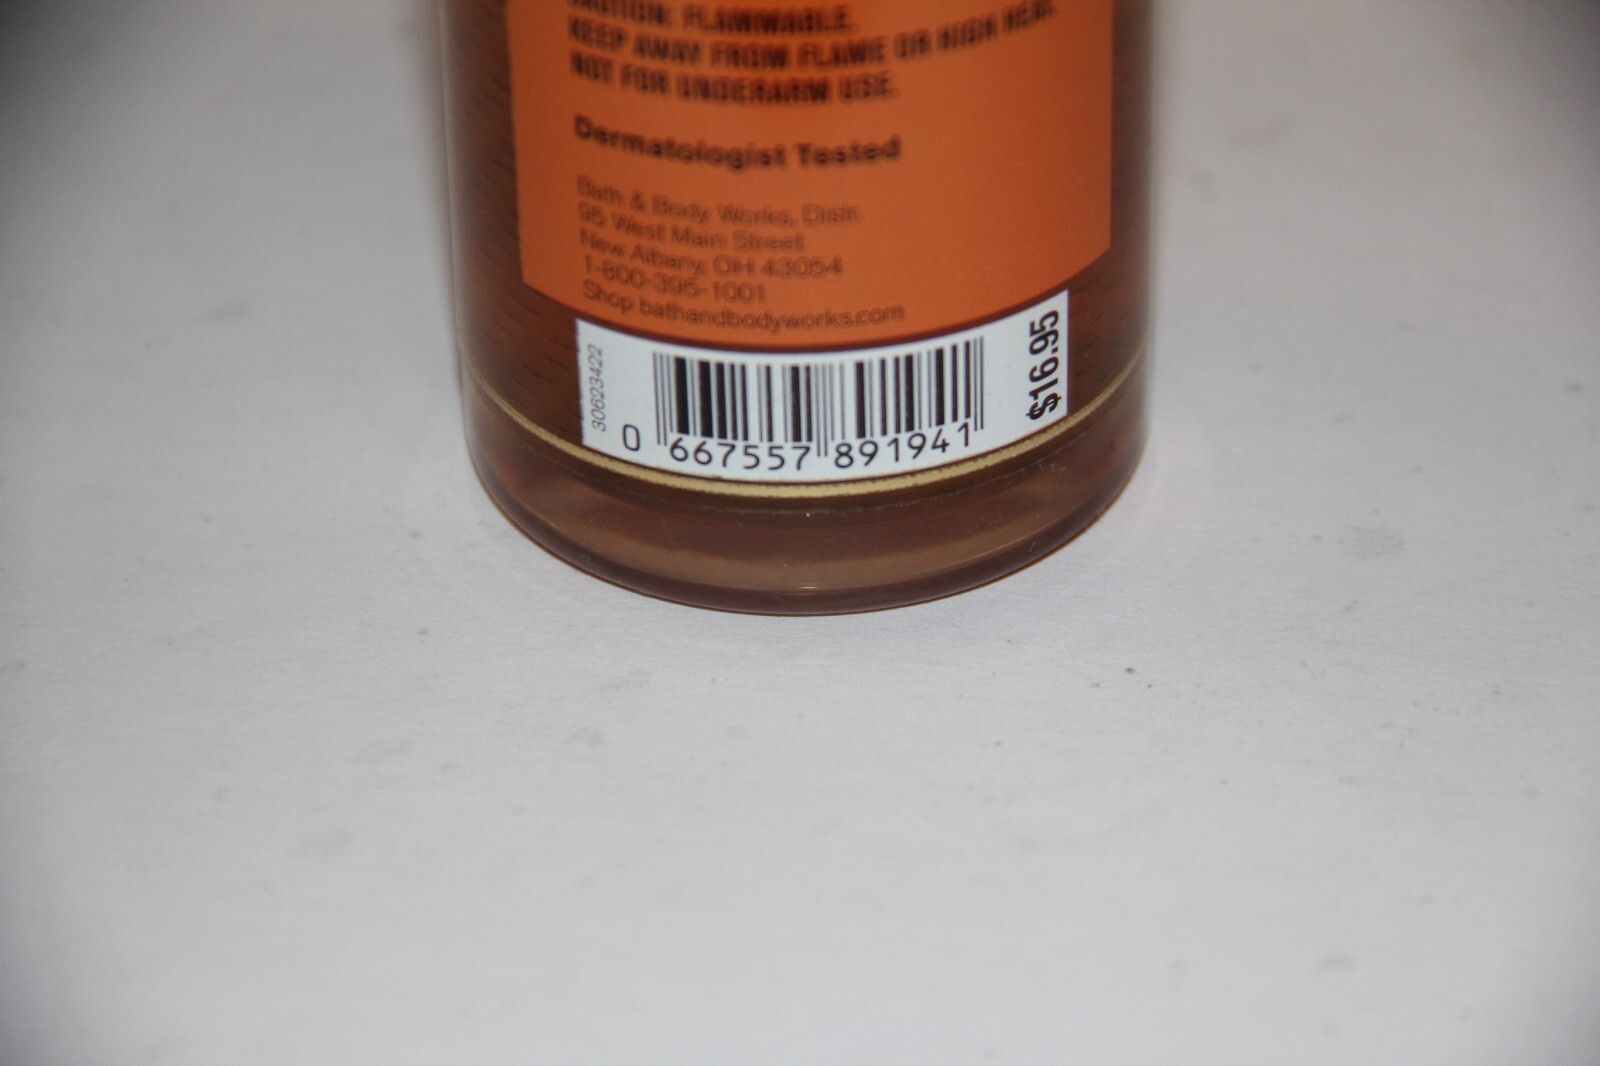 CAUTION: FLAMMABLE.
KEEP AWAY FROM FLAME OR HIGH HEAT.
NOT FOR UNDERARM USE.
Dermatologist Tested
Bath & Body Works, Distr.
95 West Main Street
New Albany, OH 43054
1-800-395-1001
Shop bathandbodyworks.com
30623422
0 667557 891941
$16.95